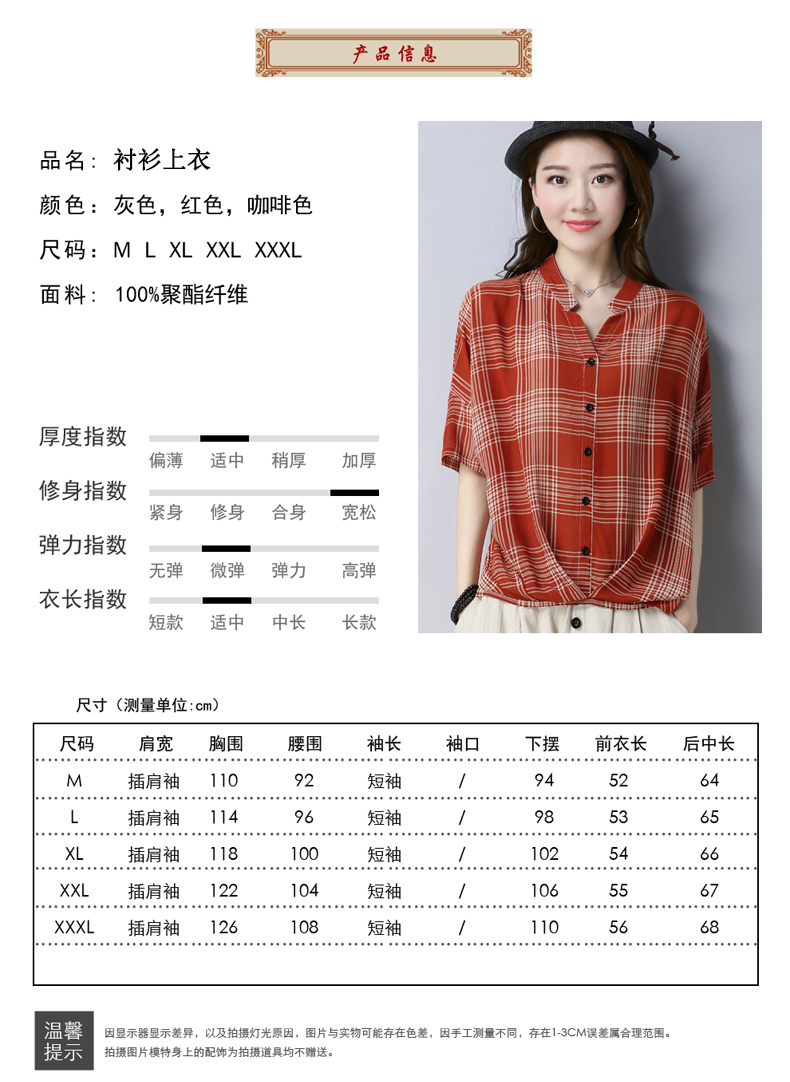 产品信息
品名: 衬衫上衣
颜色: 灰色，红色，咖啡色
尺码: M L XL XXL XXXL
面料: 100%聚酯纤维
厚度指数
偏薄 适中 稍厚 加厚
修身指数
紧身 修身 合身 宽松
弹力指数
无弹 微弹 弹力 高弹
衣长指数
短款 适中 中长 长款
尺寸（测量单位:cm）
尺码 肩宽 胸围 腰围 袖长 袖口 下摆 前衣长 后中长
M 插肩袖 110 92 短袖 / 94 52 64
L 插肩袖 114 96 短袖 / 98 53 65
XL 插肩袖 118 100 短袖 / 102 54 66
XXL 插肩袖 122 104 短袖 / 106 55 67
XXXL 插肩袖 126 108 短袖 / 110 56 68
温馨
提示
因显示器显示差异，以及拍摄灯光原因，图片与实物可能存在色差，因手工测量不同，存在1-3CM误差属合理范围。
拍摄图片模特身上的配饰为拍摄道具均不赠送。